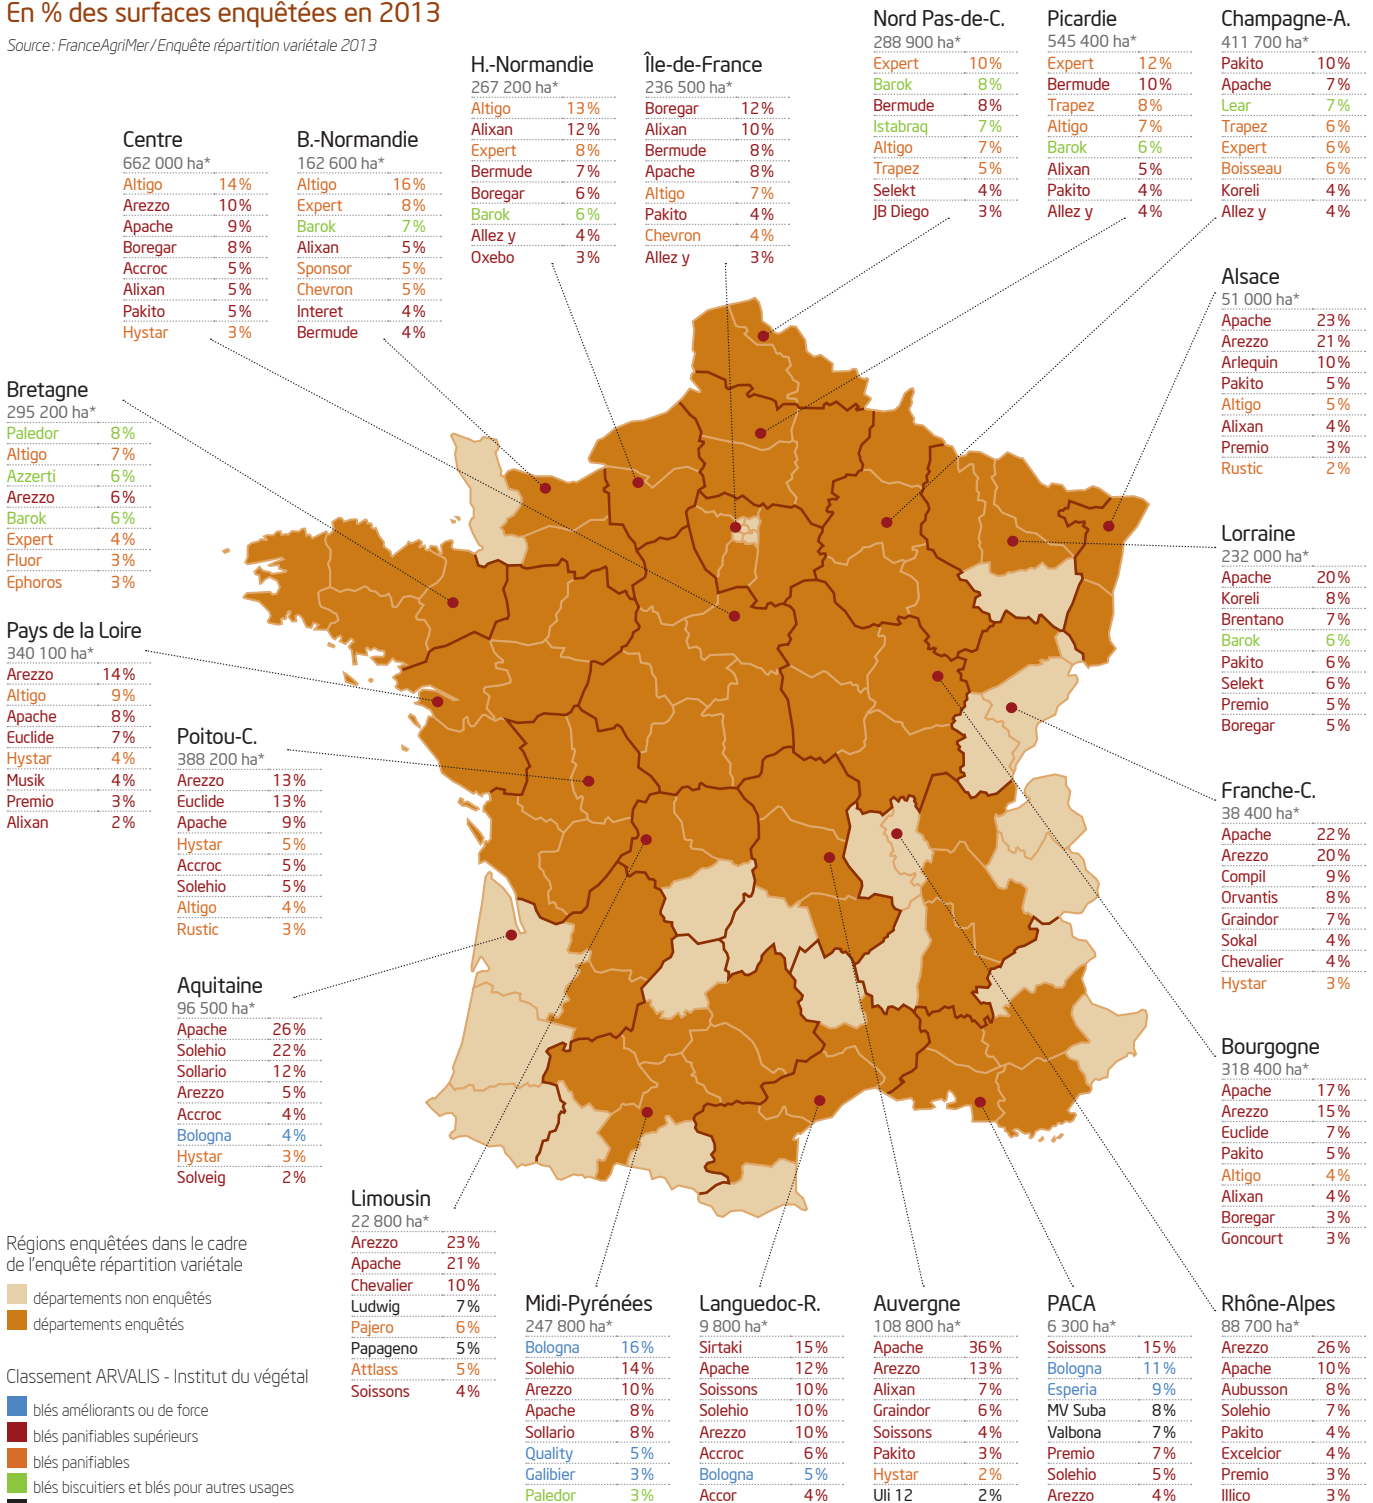 En % des surfaces enquêtées en 2013
Source : FranceAgriMer / Enquête répartition variétale 2013
Nord Pas-de-C.
288 900 ha*
Expert 10 %
Barok 8 %
Bermude 8 %
Istabraq 7 %
Altigo 7 %
Trapez 5 %
Selekt 4 %
JB Diego 3 %
Picardie
545 400 ha*
Expert 12 %
Bermude 10 %
Trapez 8 %
Altigo 7 %
Barok 6 %
Alixan 5 %
Pakito 4 %
Allez y 4 %
Champagne-A.
411 700 ha*
Pakito 10 %
Apache 7 %
Lear 7 %
Trapez 6 %
Expert 6 %
Boisseau 6 %
Koreli 4 %
Allez y 4 %
H.-Normandie
267 200 ha*
Altigo 13 %
Alixan 12 %
Expert 8 %
Bermude 7 %
Boregar 6 %
Barok 6 %
Allez y 4 %
Oxebo 3 %
Île-de-France
236 500 ha*
Boregar 12 %
Alixan 10 %
Bermude 8 %
Apache 8 %
Altigo 7 %
Pakito 4 %
Chevron 4 %
Allez y 3 %
Centre
662 000 ha*
Altigo 14 %
Arezzo 10 %
Apache 9 %
Boregar 8 %
Accroc 5 %
Alixan 5 %
Pakito 5 %
Hystar 3 %
B.-Normandie
162 600 ha*
Altigo 16 %
Expert 8 %
Barok 7 %
Alixan 5 %
Sponsor 5 %
Chevron 5 %
Interet 4 %
Bermude 4 %
Alsace
51 000 ha*
Apache 23 %
Arezzo 21 %
Arlequin 10 %
Pakito 5 %
Altigo 5 %
Alixan 4 %
Premio 3 %
Rustic 2 %
Bretagne
295 200 ha*
Paledor 8 %
Altigo 7 %
Azzerti 6 %
Arezzo 6 %
Barok 6 %
Expert 4 %
Fluor 3 %
Ephoros 3 %
Lorraine
232 000 ha*
Apache 20 %
Koreli 8 %
Brentano 7 %
Barok 6 %
Pakito 6 %
Selekt 6 %
Premio 5 %
Boregar 5 %
Pays de la Loire
340 100 ha*
Arezzo 14 %
Altigo 9 %
Apache 8 %
Euclide 7 %
Hystar 4 %
Musik 4 %
Premio 3 %
Alixan 2 %
Poitou-C.
388 200 ha*
Arezzo 13 %
Euclide 13 %
Apache 9 %
Hystar 5 %
Accroc 5 %
Solehio 5 %
Altigo 4 %
Rustic 3 %
Franche-C.
38 400 ha*
Apache 22 %
Arezzo 20 %
Compil 9 %
Orvantis 8 %
Graindor 7 %
Sokal 4 %
Chevalier 4 %
Hystar 3 %
Aquitaine
96 500 ha*
Apache 26 %
Solehio 22 %
Sollario 12 %
Arezzo 5 %
Accroc 4 %
Bologna 4 %
Hystar 3 %
Solveig 2 %
Bourgogne
318 400 ha*
Apache 17 %
Arezzo 15 %
Euclide 7 %
Pakito 5 %
Altigo 4 %
Alixan 4 %
Boregar 3 %
Goncourt 3 %
Limousin
22 800 ha*
Arezzo 23 %
Apache 21 %
Chevalier 10 %
Ludwig 7 %
Pajero 6 %
Papageno 5 %
Attlass 5 %
Soissons 4 %
Régions enquêtées dans le cadre
de l'enquête répartition variétale
départements non enquêtés
départements enquêtés
Classement ARVALIS - Institut du végétal
blés améliorants ou de force
blés panifiables supérieurs
blés panifiables
blés biscuitiers et blés pour autres usages
Midi-Pyrénées
247 800 ha*
Bologna 16 %
Solehio 14 %
Arezzo 10 %
Apache 8 %
Sollario 8 %
Quality 5 %
Galibier 3 %
Paledor 3 %
Languedoc-R.
9 800 ha*
Sirtaki 15 %
Apache 12 %
Soissons 10 %
Solehio 10 %
Arezzo 10 %
Accroc 6 %
Bologna 5 %
Accor 4 %
Auvergne
108 800 ha*
Apache 36 %
Arezzo 13 %
Alixan 7 %
Graindor 6 %
Soissons 4 %
Pakito 3 %
Hystar 2 %
Uli 12 2 %
PACA
6 300 ha*
Soissons 15 %
Bologna 11 %
Esperia 9 %
MV Suba 8 %
Valbona 7 %
Premio 7 %
Solehio 5 %
Arezzo 4 %
Rhône-Alpes
88 700 ha*
Arezzo 26 %
Apache 10 %
Aubusson 8 %
Solehio 7 %
Pakito 4 %
Excelcior 4 %
Premio 3 %
Illico 3 %